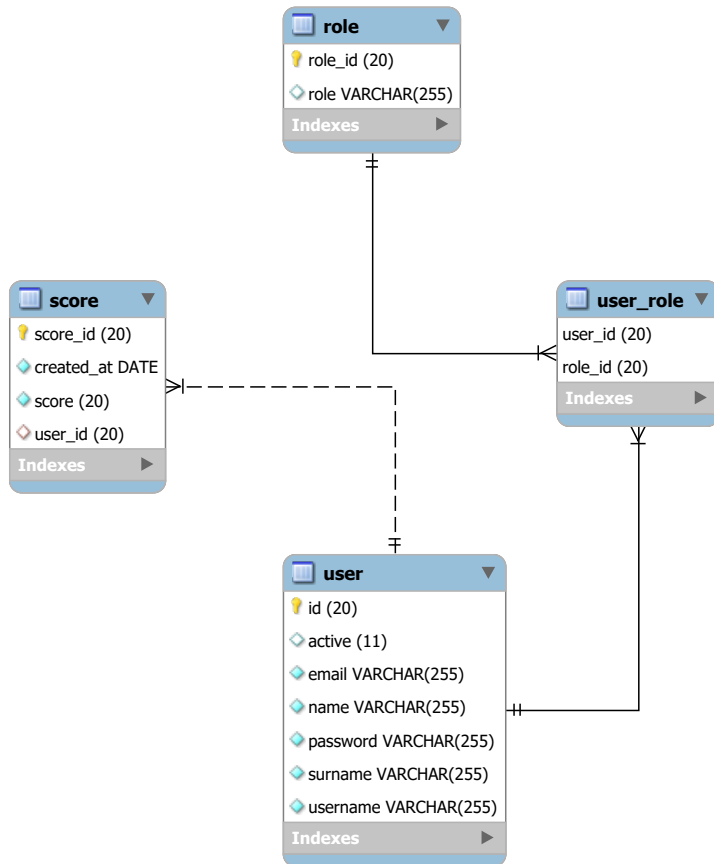 role
role_id (20)
role VARCHAR(255)
Indexes
score
score_id (20)
created_at DATE
score (20)
user_id (20)
Indexes
user_role
user_id (20)
role_id (20)
Indexes
user
id (20)
active (11)
email VARCHAR(255)
name VARCHAR(255)
password VARCHAR(255)
surname VARCHAR(255)
username VARCHAR(255)
Indexes